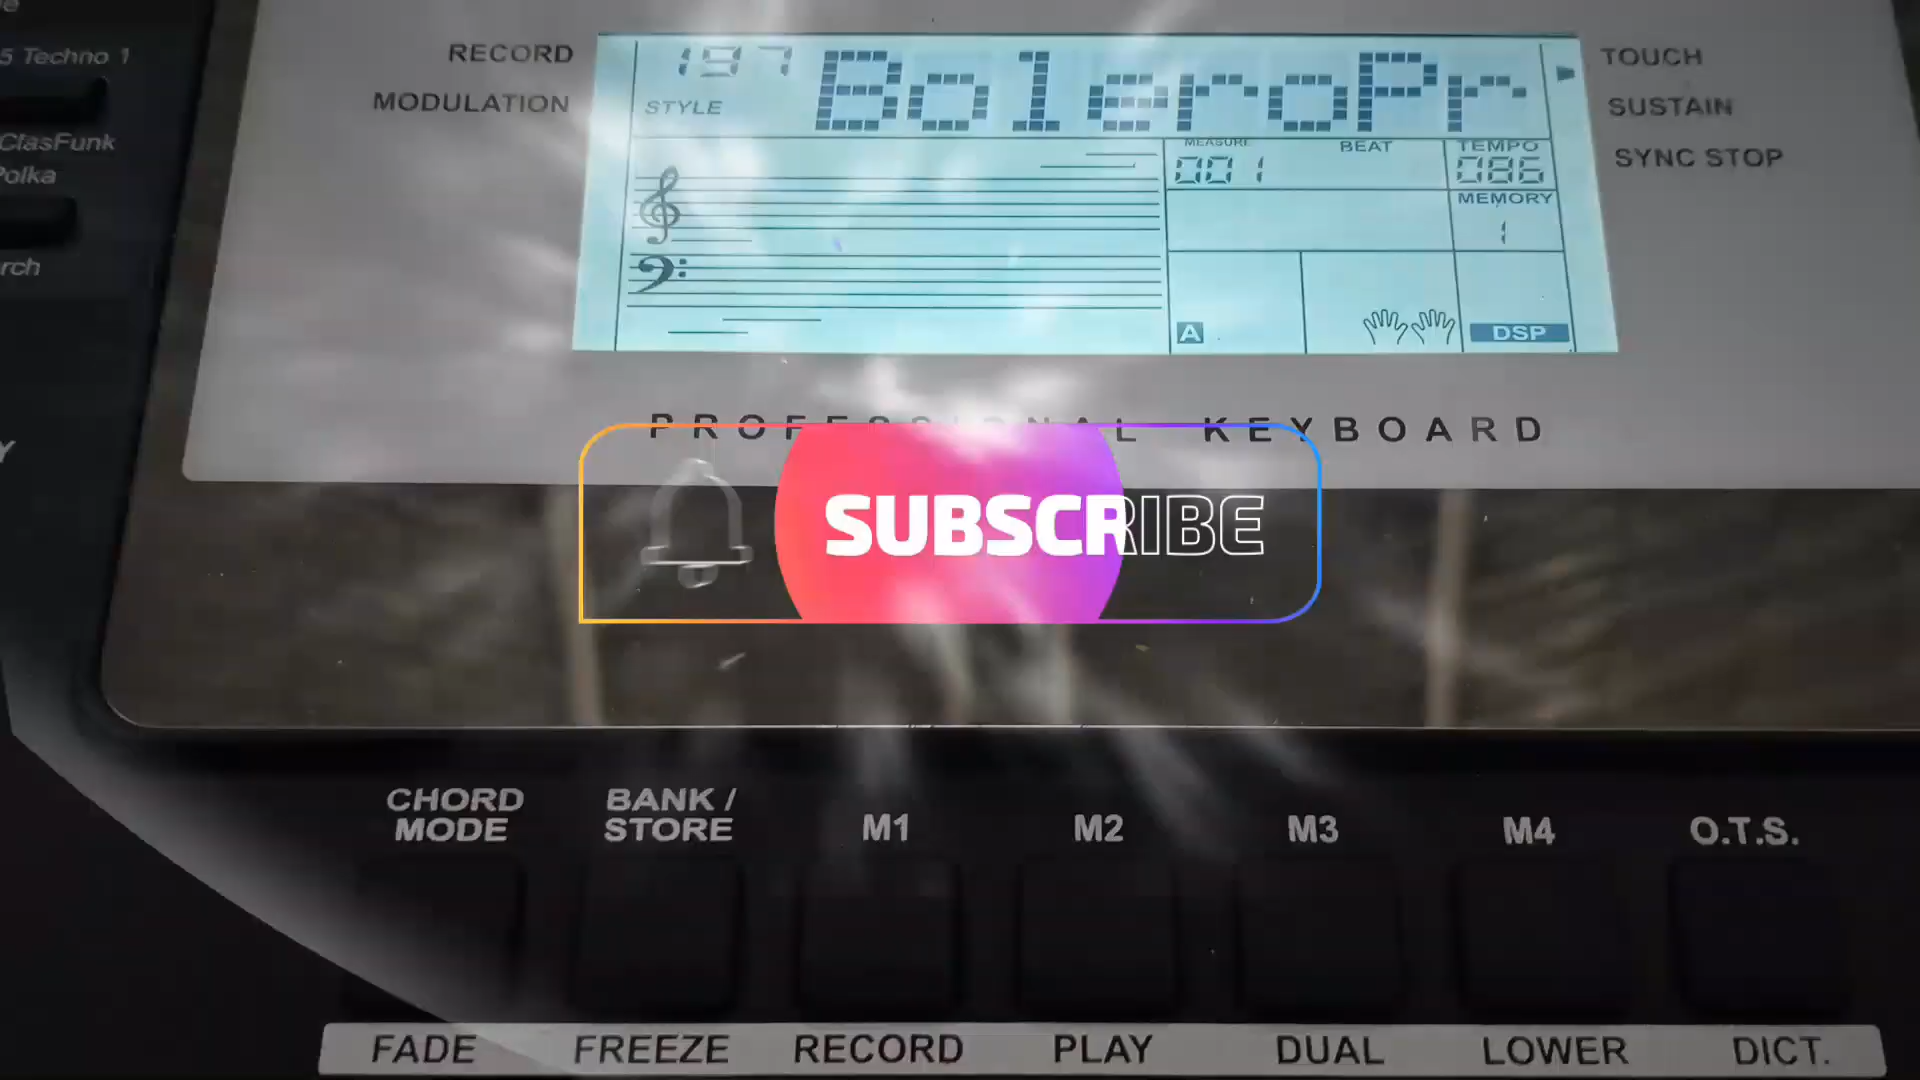 5 Techno 1
ClasFunk
Polka
RECORD
MODULATION
197
STYLE
BoleroPr
MEASURE
001
BEAT
TEMPO
086
MEMORY
1
A
DSP
TOUCH
SUSTAIN
SYNC STOP
PROFESSIONAL KEYBOARD
SUBSCRIBE
CHORD MODE
BANK / STORE
M1
M2
M3
M4
O.T.S.
FADE
FREEZE
RECORD
PLAY
DUAL
LOWER
DICT.